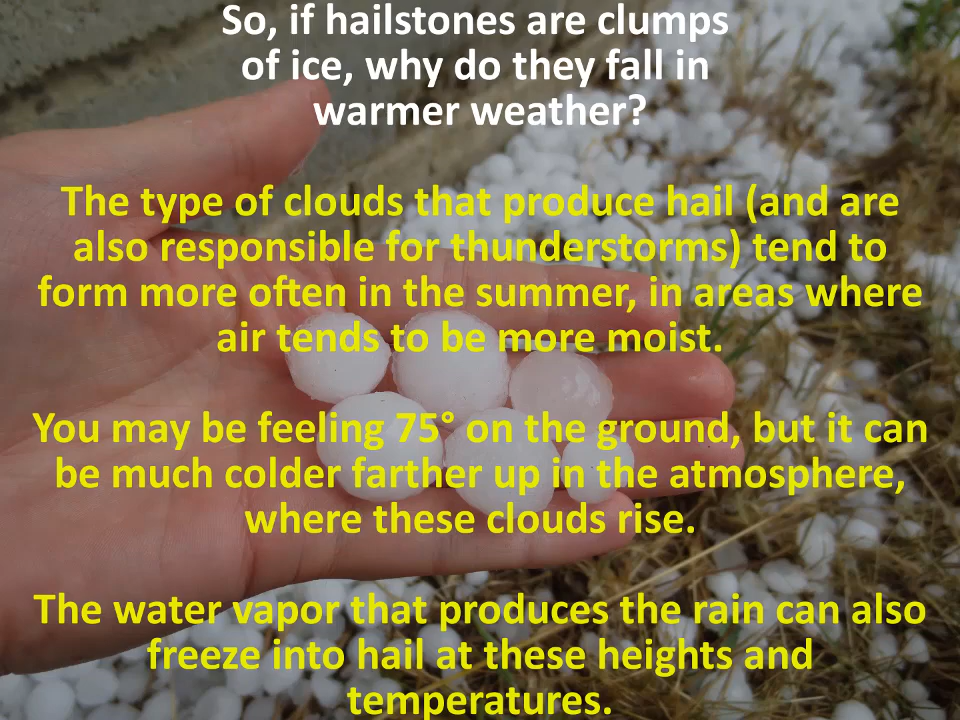 So, if hailstones are clumps
of ice, why do they fall in
warmer weather?
The type of clouds that produce hail (and are
also responsible for thunderstorms) tend to
form more often in the summer, in areas where
air tends to be more moist.
You may be feeling 75° on the ground, but it can
be much colder farther up in the atmosphere,
where these clouds rise.
The water vapor that produces the rain can also
freeze into hail at these heights and
temperatures.